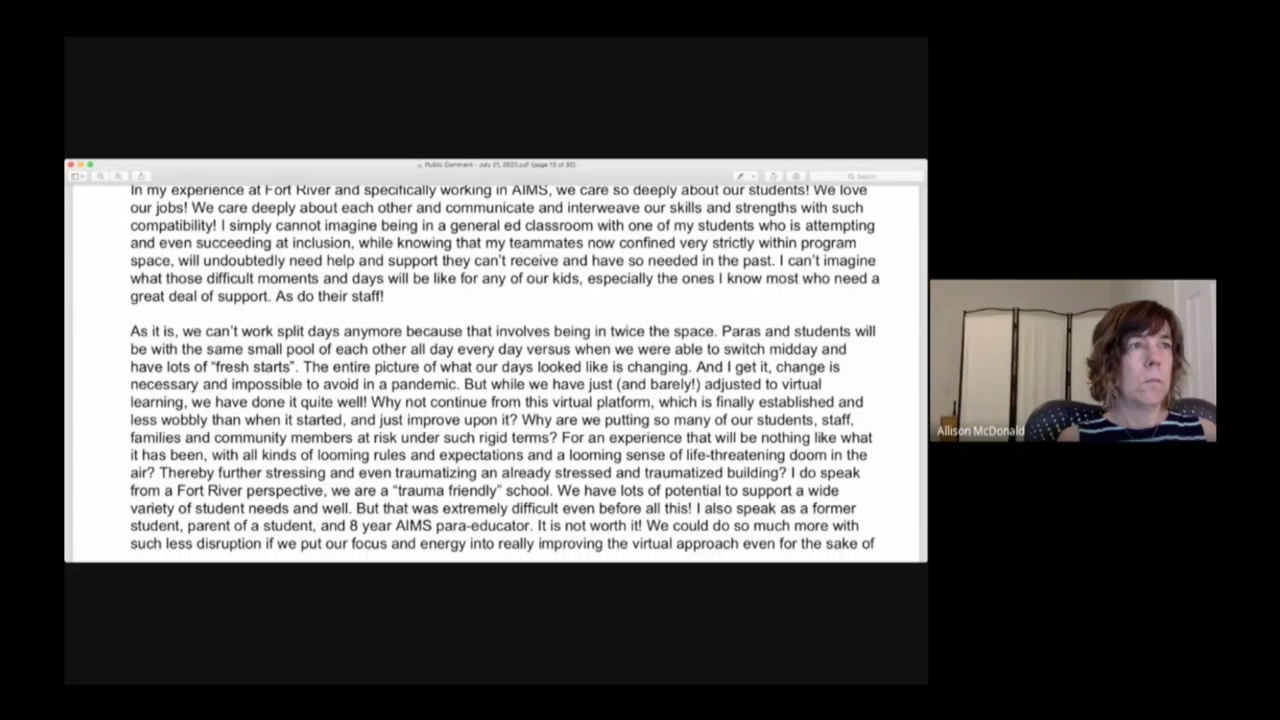 Public Comment - July 21, 2020.pdf (page 13 of 30)
Search
In my experience at Fort River and specifically working in AIMS, we care so deeply about our students! We love
our jobs! We care deeply about each other and communicate and interweave our skills and strengths with such
compatibility! I simply cannot imagine being in a general ed classroom with one of my students who is attempting
and even succeeding at inclusion, while knowing that my teammates now confined very strictly within program
space, will undoubtedly need help and support they can't receive and have so needed in the past. I can't imagine
what those difficult moments and days will be like for any of our kids, especially the ones I know most who need a
great deal of support. As do their staff!
As it is, we can't work split days anymore because that involves being in twice the space. Paras and students will
be with the same small pool of each other all day every day versus when we were able to switch midday and
have lots of “fresh starts”. The entire picture of what our days looked like is changing. And I get it, change is
necessary and impossible to avoid in a pandemic. But while we have just (and barely!) adjusted to virtual
learning, we have done it quite well! Why not continue from this virtual platform, which is finally established and
less wobbly than when it started, and just improve upon it? Why are we putting so many of our students, staff,
families and community members at risk under such rigid terms? For an experience that will be nothing like what
it has been, with all kinds of looming rules and expectations and a looming sense of life-threatening doom in the
air? Thereby further stressing and even traumatizing an already stressed and traumatized building? I do speak
from a Fort River perspective, we are a “trauma friendly” school. We have lots of potential to support a wide
variety of student needs and well. But that was extremely difficult even before all this! I also speak as a former
student, parent of a student, and 8 year AIMS para-educator. It is not worth it! We could do so much more with
such less disruption if we put our focus and energy into really improving the virtual approach even for the sake of
Allison McDonald